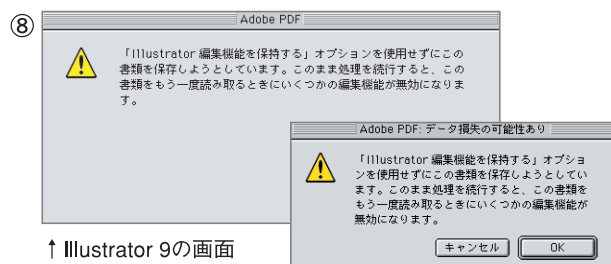 ⑧
Adobe PDF
「Illustrator 編集機能を保持する」オプションを使用せずにこの
書類を保存しようとしています。このまま処理を続行すると、この
書類をもう一度読み取るときにいくつかの編集機能が無効になりま
す。
Adobe PDF: データ損失の可能性あり
「Illustrator 編集機能を保持する」オプショ
ンを使用せずにこの書類を保存しようとしてい
ます。このまま処理を続行すると、この書類を
もう一度読み取るときにいくつかの編集機能が
無効になります。
キャンセル OK
↑Illustrator 9の画面